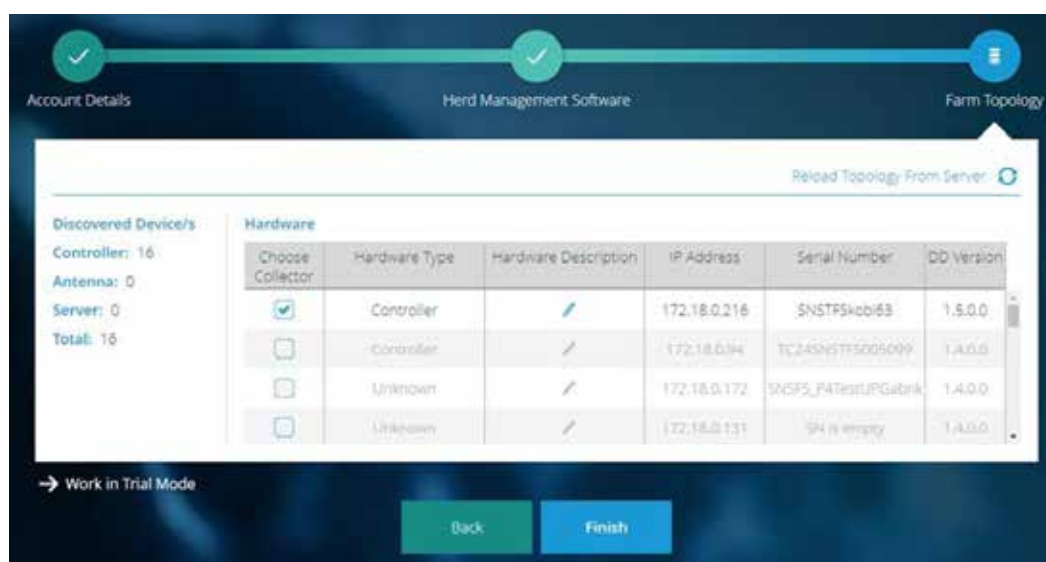 Account Details
Herd Management Software
Farm Topology
Reload Topology From Server
Discovered Device/s
Controller: 16
Antenna: 0
Server: 0
Total: 16
Hardware
Choose Collector Hardware Type Hardware Description IP Address Serial Number DD Version
Controller 172.18.0.216 SNSTFSkobi63 1.5.0.0
Controller 172.18.0.94 TC24SNSTFS005099 1.4.0.0
Unknown 172.18.0.172 1.4.0.0
Unknown 172.18.0.131 SN is empty 1.4.0.0
Work in Trial Mode
Back
Finish